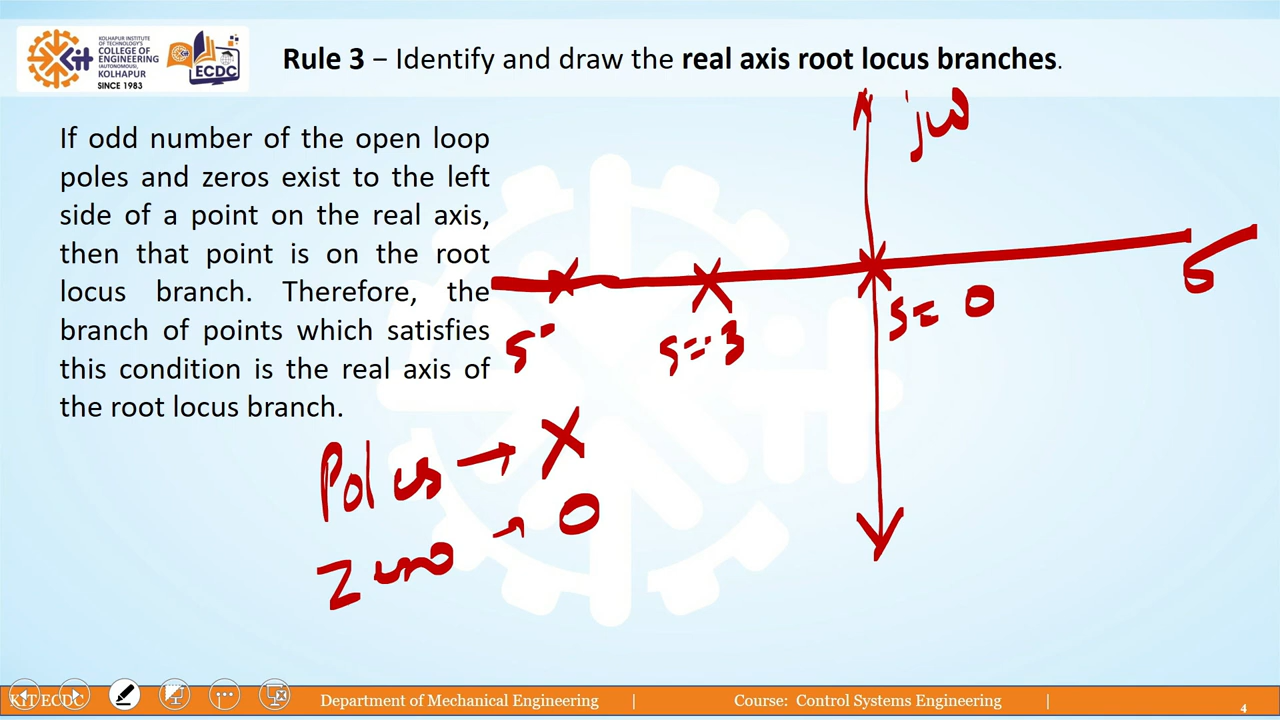 KOLHAPUR INSTITUTE
OF TECHNOLOGY'S
COLLEGE OF
ENGINEERING
(AUTONOMOUS),
KOLHAPUR
SINCE 1983
KIT
ECDC
Rule 3 – Identify and draw the real axis root locus branches.
If odd number of the open loop
poles and zeros exist to the left
side of a point on the real axis,
then that point is on the root
locus branch. Therefore, the
branch of points which satisfies
this condition is the real axis of
the root locus branch.
jω
σ
s= 0
s=-3
s
Poles → X
Zero → O
KIT ECDC
Department of Mechanical Engineering |
Course: Control Systems Engineering |
4